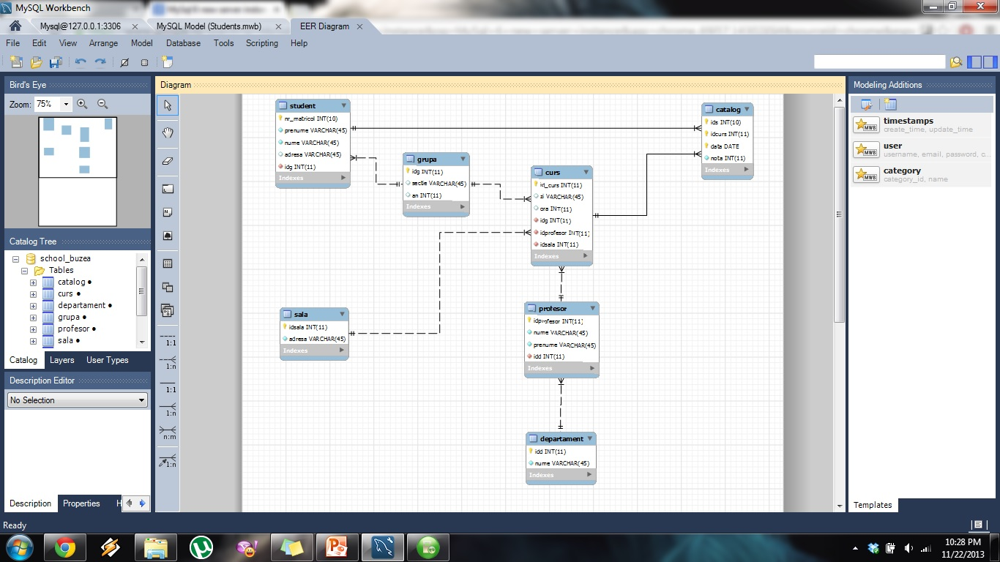 MySQL Workbench
Mysql@127.0.0.1:3306
MySQL Model (Students.mwb)
EER Diagram
File Edit View Arrange Model Database Tools Scripting Help
Bird's Eye
Zoom: 75%
Catalog Tree
school_buzea
Tables
catalog
curs
departament
grupa
profesor
sala
Catalog Layers User Types
Description Editor
No Selection
Description Properties H
Ready
Diagram
1:1
1:n
1:1
1:n
n:m
1:n
student
nr_matricol INT(10)
prenume VARCHAR(45)
nume VARCHAR(45)
adresa VARCHAR(45)
idg INT(11)
Indexes
grupa
idg INT(11)
sectie VARCHAR(45)
an INT(11)
Indexes
curs
id_curs INT(11)
zi VARCHAR(45)
ora INT(11)
idg INT(11)
idprofesor INT(11)
idsala INT(11)
Indexes
catalog
ids INT(10)
idcurs INT(11)
data DATE
nota INT(11)
Indexes
sala
idsala INT(11)
adresa VARCHAR(45)
Indexes
profesor
idprofesor INT(11)
nume VARCHAR(45)
prenume VARCHAR(45)
idd INT(11)
Indexes
departament
idd INT(11)
nume VARCHAR(45)
Indexes
Modeling Additions
MWB
timestamps
create_time, update_time
MWB
user
username, email, password, c...
MWB
category
category_id, name
Templates
10:28 PM
11/22/2013